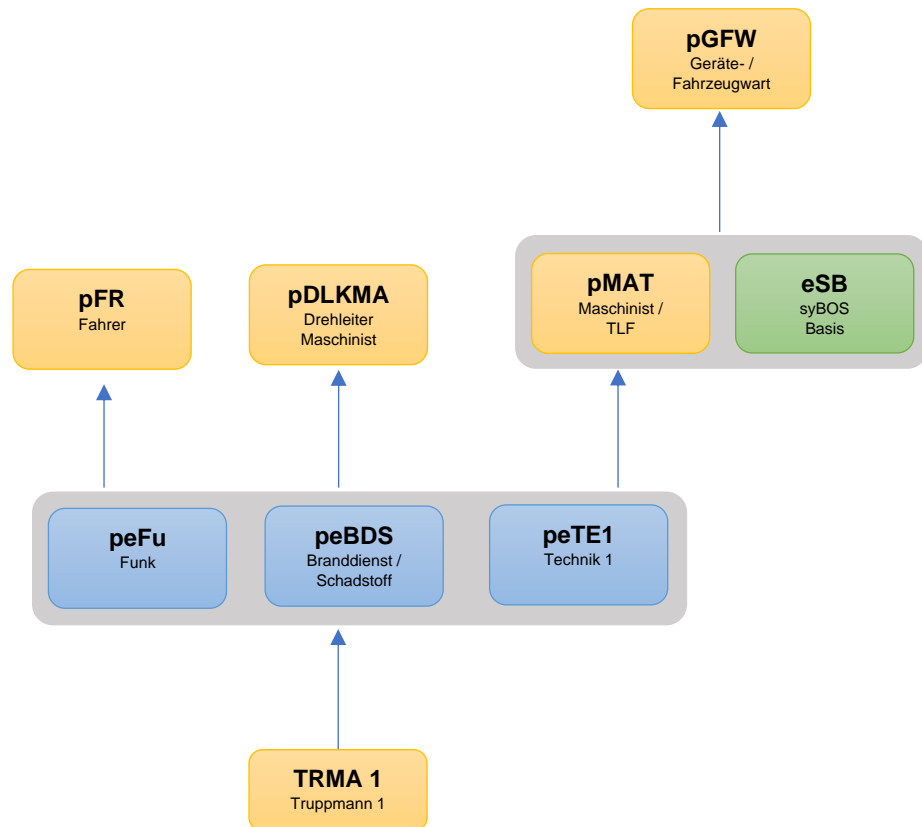 pGFW
Geräte- /
Fahrzeugwart
pFR
Fahrer
pDLKMA
Drehleiter
Maschinist
pMAT
Maschinist /
TLF
eSB
syBOS
Basis
peFu
Funk
peBDS
Branddienst /
Schadstoff
peTE1
Technik 1
TRMA 1
Truppmann 1